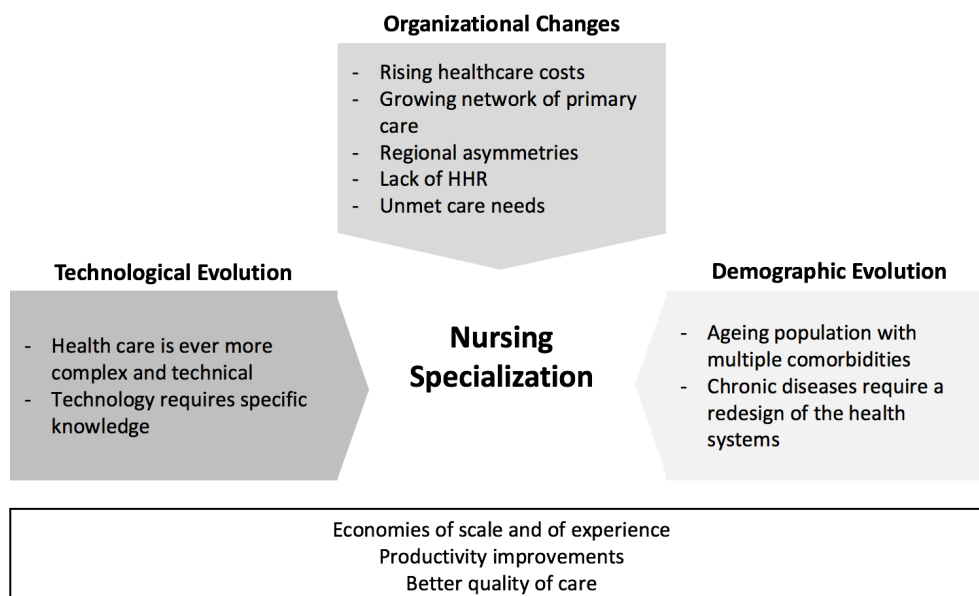 Organizational Changes
- Rising healthcare costs
- Growing network of primary
care
- Regional asymmetries
- Lack of HHR
- Unmet care needs
Technological Evolution
- Health care is ever more
complex and technical
- Technology requires specific
knowledge
Nursing
Specialization
Demographic Evolution
- Ageing population with
multiple comorbidities
- Chronic diseases require a
redesign of the health
systems
Economies of scale and of experience
Productivity improvements
Better quality of care